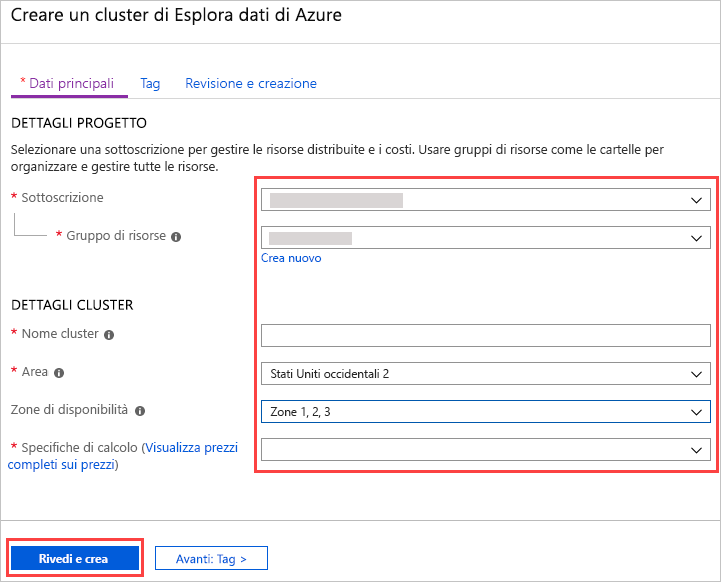 Creare un cluster di Esplora dati di Azure
* Dati principali Tag Revisione e creazione
DETTAGLI PROGETTO
Selezionare una sottoscrizione per gestire le risorse distribuite e i costi. Usare gruppi di risorse come le cartelle per
organizzare e gestire tutte le risorse.
* Sottoscrizione
* Gruppo di risorse
Crea nuovo
DETTAGLI CLUSTER
* Nome cluster
* Area Stati Uniti occidentali 2
Zone di disponibilità Zone 1, 2, 3
* Specifiche di calcolo (Visualizza prezzi
completi sui prezzi)
Rivedi e crea Avanti: Tag >